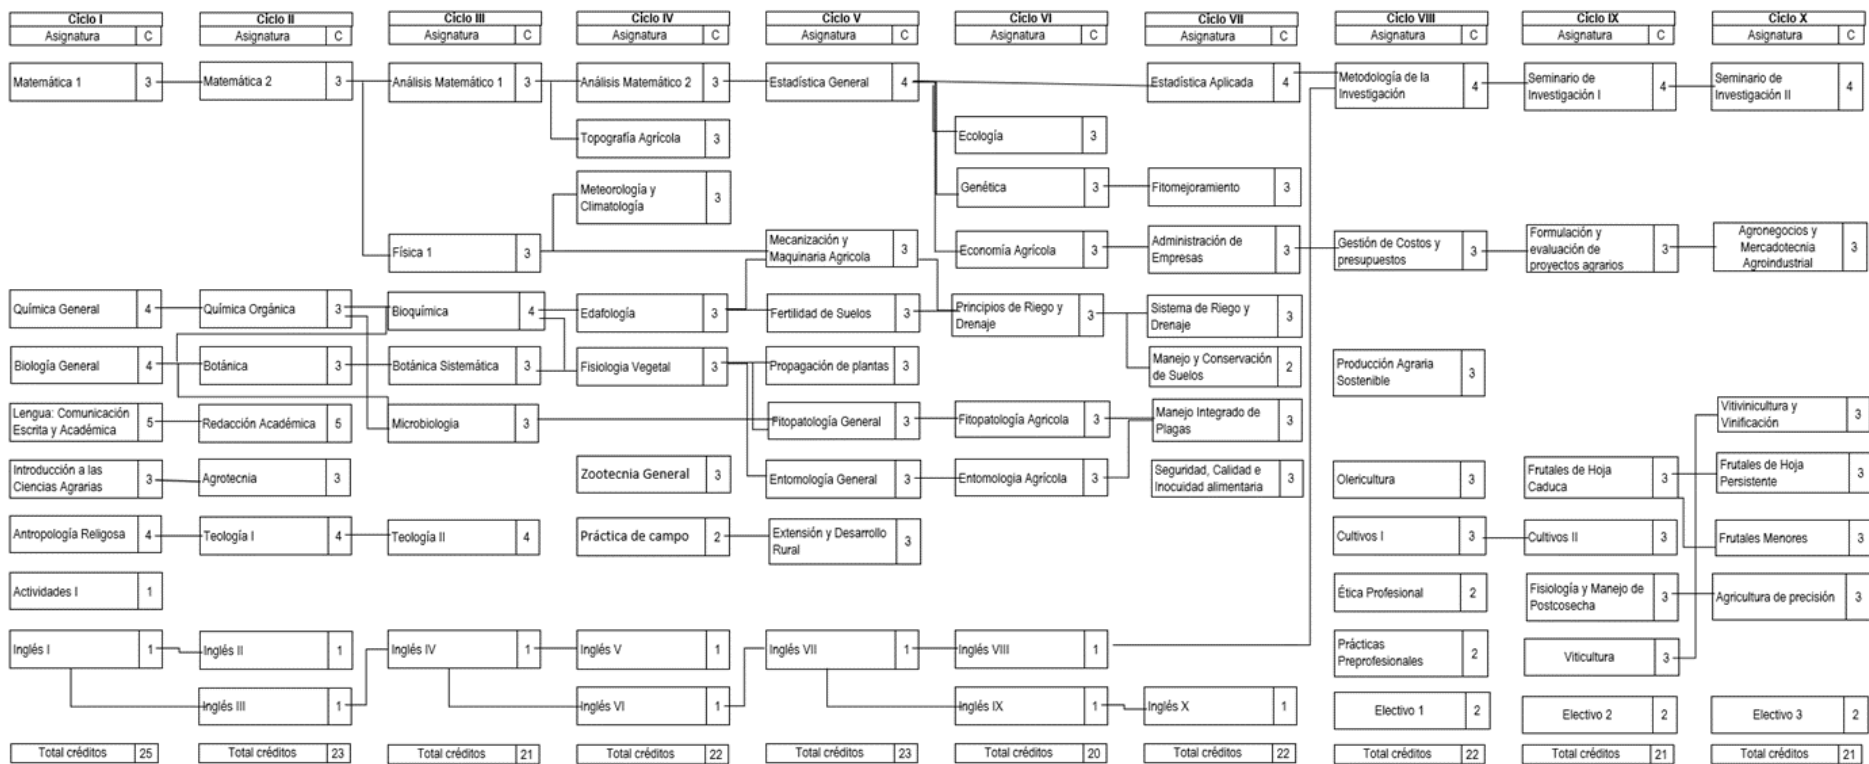 Ciclo I
Asignatura C
Matemática 1 3
Química General 4
Biología General 4
Lengua: Comunicación
Escrita y Académica 5
Introducción a las
Ciencias Agrarias 3
Antropología Religosa 4
Actividades I 1
Inglés I 1
Total créditos 25
Ciclo II
Asignatura C
Matemática 2 3
Química Orgánica 3
Botánica 3
Redacción Académica 5
Agrotecnia 3
Teología I 4
Inglés II 1
Inglés III 1
Total créditos 23
Ciclo III
Asignatura C
Análisis Matemático 1 3
Física 1 3
Bioquímica 4
Botánica Sistemática 3
Microbiologia 3
Teología II 4
Inglés IV 1
Total créditos 21
Ciclo IV
Asignatura C
Análisis Matemático 2 3
Topografía Agrícola 3
Meteorología y
Climatología 3
Edafología 3
Fisiologia Vegetal 3
Zootecnia General 3
Práctica de campo 2
Inglés V 1
Inglés VI 1
Total créditos 22
Ciclo V
Asignatura C
Estadística General 4
Mecanización y
Maquinaria Agricola 3
Fertilidad de Suelos 3
Propagación de plantas 3
Fitopatología General 3
Entomología General 3
Extensión y Desarrollo
Rural 3
Inglés VII 1
Total créditos 23
Ciclo VI
Asignatura C
Ecología 3
Genética 3
Economía Agrícola 3
Principios de Riego y
Drenaje 3
Fitopatología Agricola 3
Entomologia Agrícola 3
Inglés VIII 1
Inglés IX 1
Total créditos 20
Ciclo VII
Asignatura C
Estadística Aplicada 4
Fitomejoramiento 3
Administración de
Empresas 3
Sistema de Riego y
Drenaje 3
Manejo y Conservación
de Suelos 2
Manejo Integrado de
Plagas 3
Seguridad, Calidad e
Inocuidad alimentaria 3
Inglés X 1
Total créditos 22
Ciclo VIII
Asignatura C
Metodología de la
Investigación 4
Gestión de Costos y
presupuestos 3
Producción Agraria
Sostenible 3
Olericultura 3
Cultivos I 3
Ética Profesional 2
Prácticas
Preprofesionales 2
Electivo 1 2
Total créditos 22
Ciclo IX
Asignatura C
Seminario de
Investigación I 4
Formulación y
evaluación de
proyectos agrarios 3
Frutales de Hoja
Caduca 3
Cultivos II 3
Fisiología y Manejo de
Postcosecha 3
Viticultura 3
Electivo 2 2
Total créditos 21
Ciclo X
Asignatura C
Seminario de
Investigación II 4
Agronegocios y
Mercadotecnía
Agroindustrial 3
Vitivinicultura y
Vinificación 3
Frutales de Hoja
Persistente 3
Frutales Menores 3
Agricultura de precisión 3
Electivo 3 2
Total créditos 21